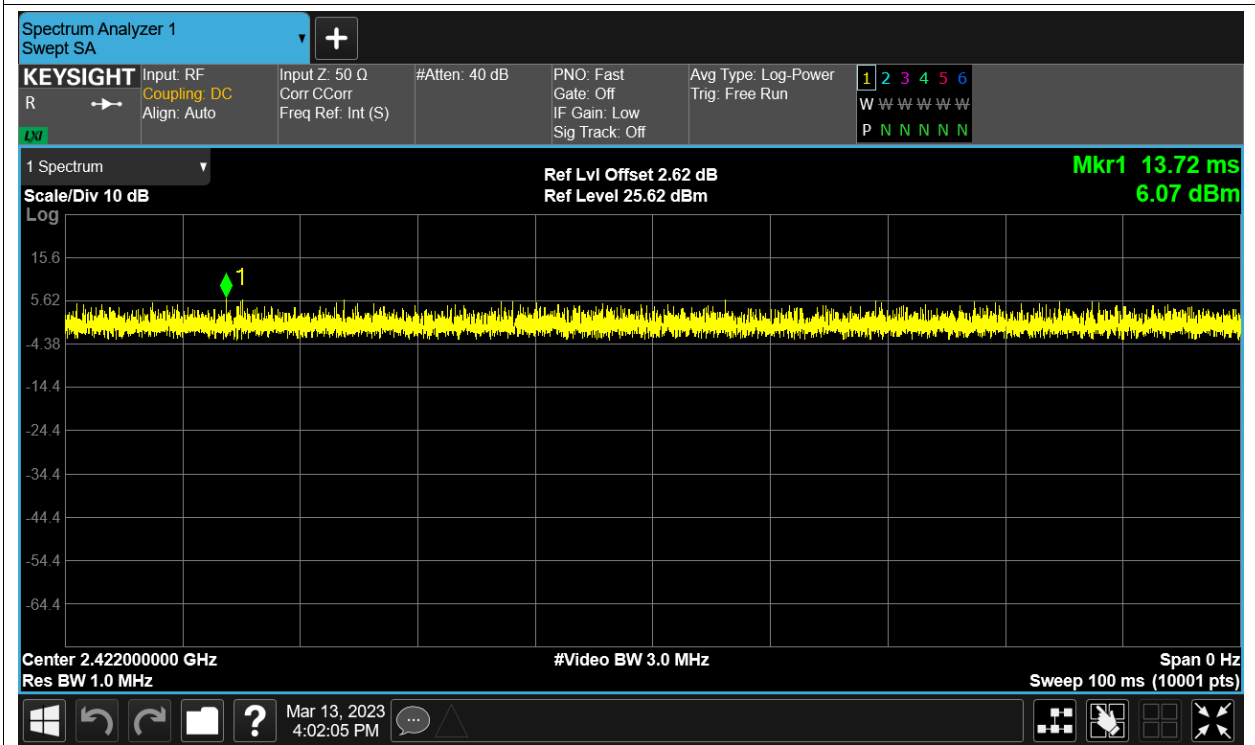 Spectrum Analyzer 1
Swept SA
KEYSIGHT
R
LXI
Input: RF
Coupling: DC
Align: Auto
Input Z: 50 Ω
Corr CCorr
Freq Ref: Int (S)
#Atten: 40 dB
PNO: Fast
Gate: Off
IF Gain: Low
Sig Track: Off
Avg Type: Log-Power
Trig: Free Run
1 2 3 4 5 6
W W W W W W
P N N N N N
1 Spectrum
Scale/Div 10 dB
Log
Ref Lvl Offset 2.62 dB
Ref Level 25.62 dBm
Mkr1 13.72 ms
6.07 dBm
15.6
1
5.62
-4.38
-14.4
-24.4
-34.4
-44.4
-54.4
-64.4
Center 2.422000000 GHz
#Video BW 3.0 MHz
Span 0 Hz
Res BW 1.0 MHz
Sweep 100 ms (10001 pts)
?
Mar 13, 2023
4:02:05 PM